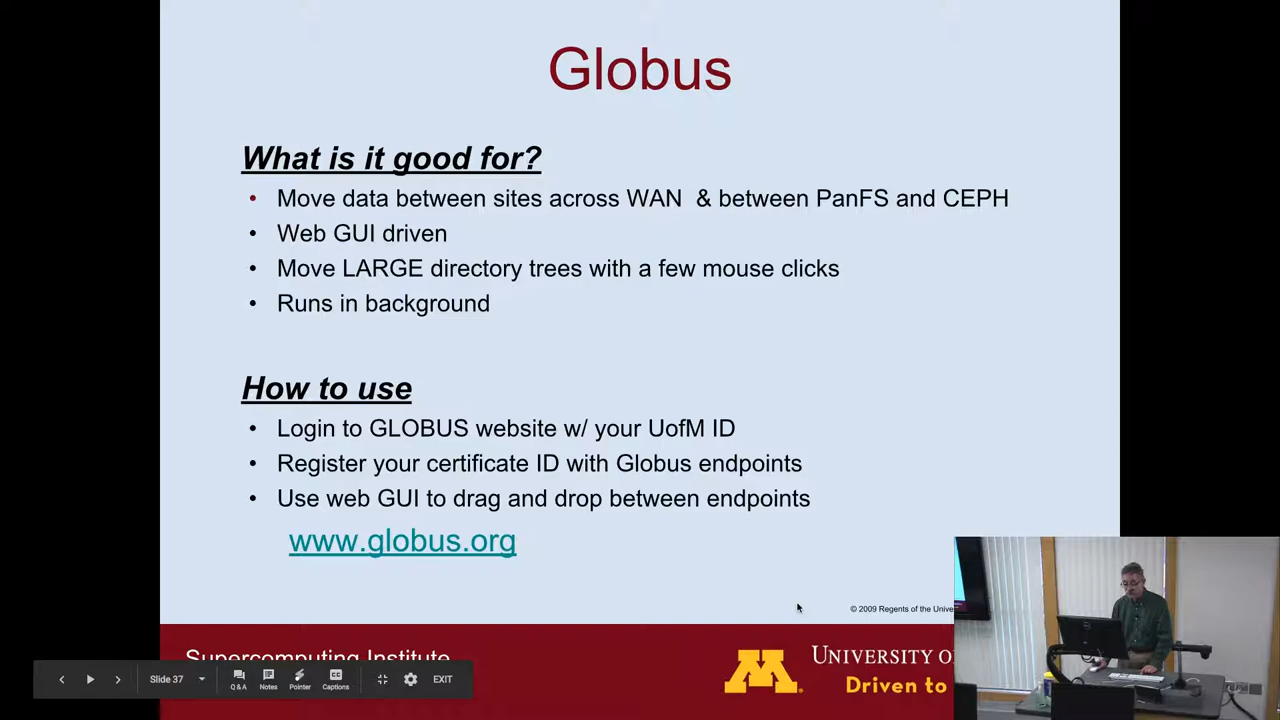 Globus
What is it good for?
• Move data between sites across WAN & between PanFS and CEPH
• Web GUI driven
• Move LARGE directory trees with a few mouse clicks
• Runs in background
How to use
• Login to GLOBUS website w/ your UofM ID
• Register your certificate ID with Globus endpoints
• Use web GUI to drag and drop between endpoints
www.globus.org
© 2009 Regents of the Unive
Supercomputing Institute
UNIVERSITY OF
Driven to
Slide 37
Q & A
Notes
Pointer
Captions
EXIT